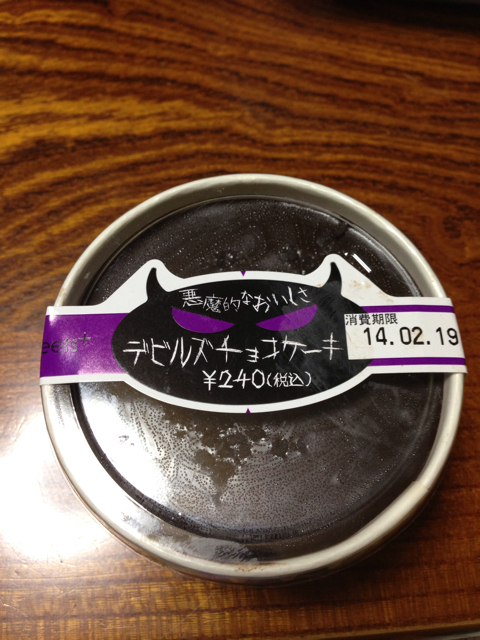 悪魔的なおいしさ
デビルズチョコケーキ
¥240(税込)
消費期限
14.02.19